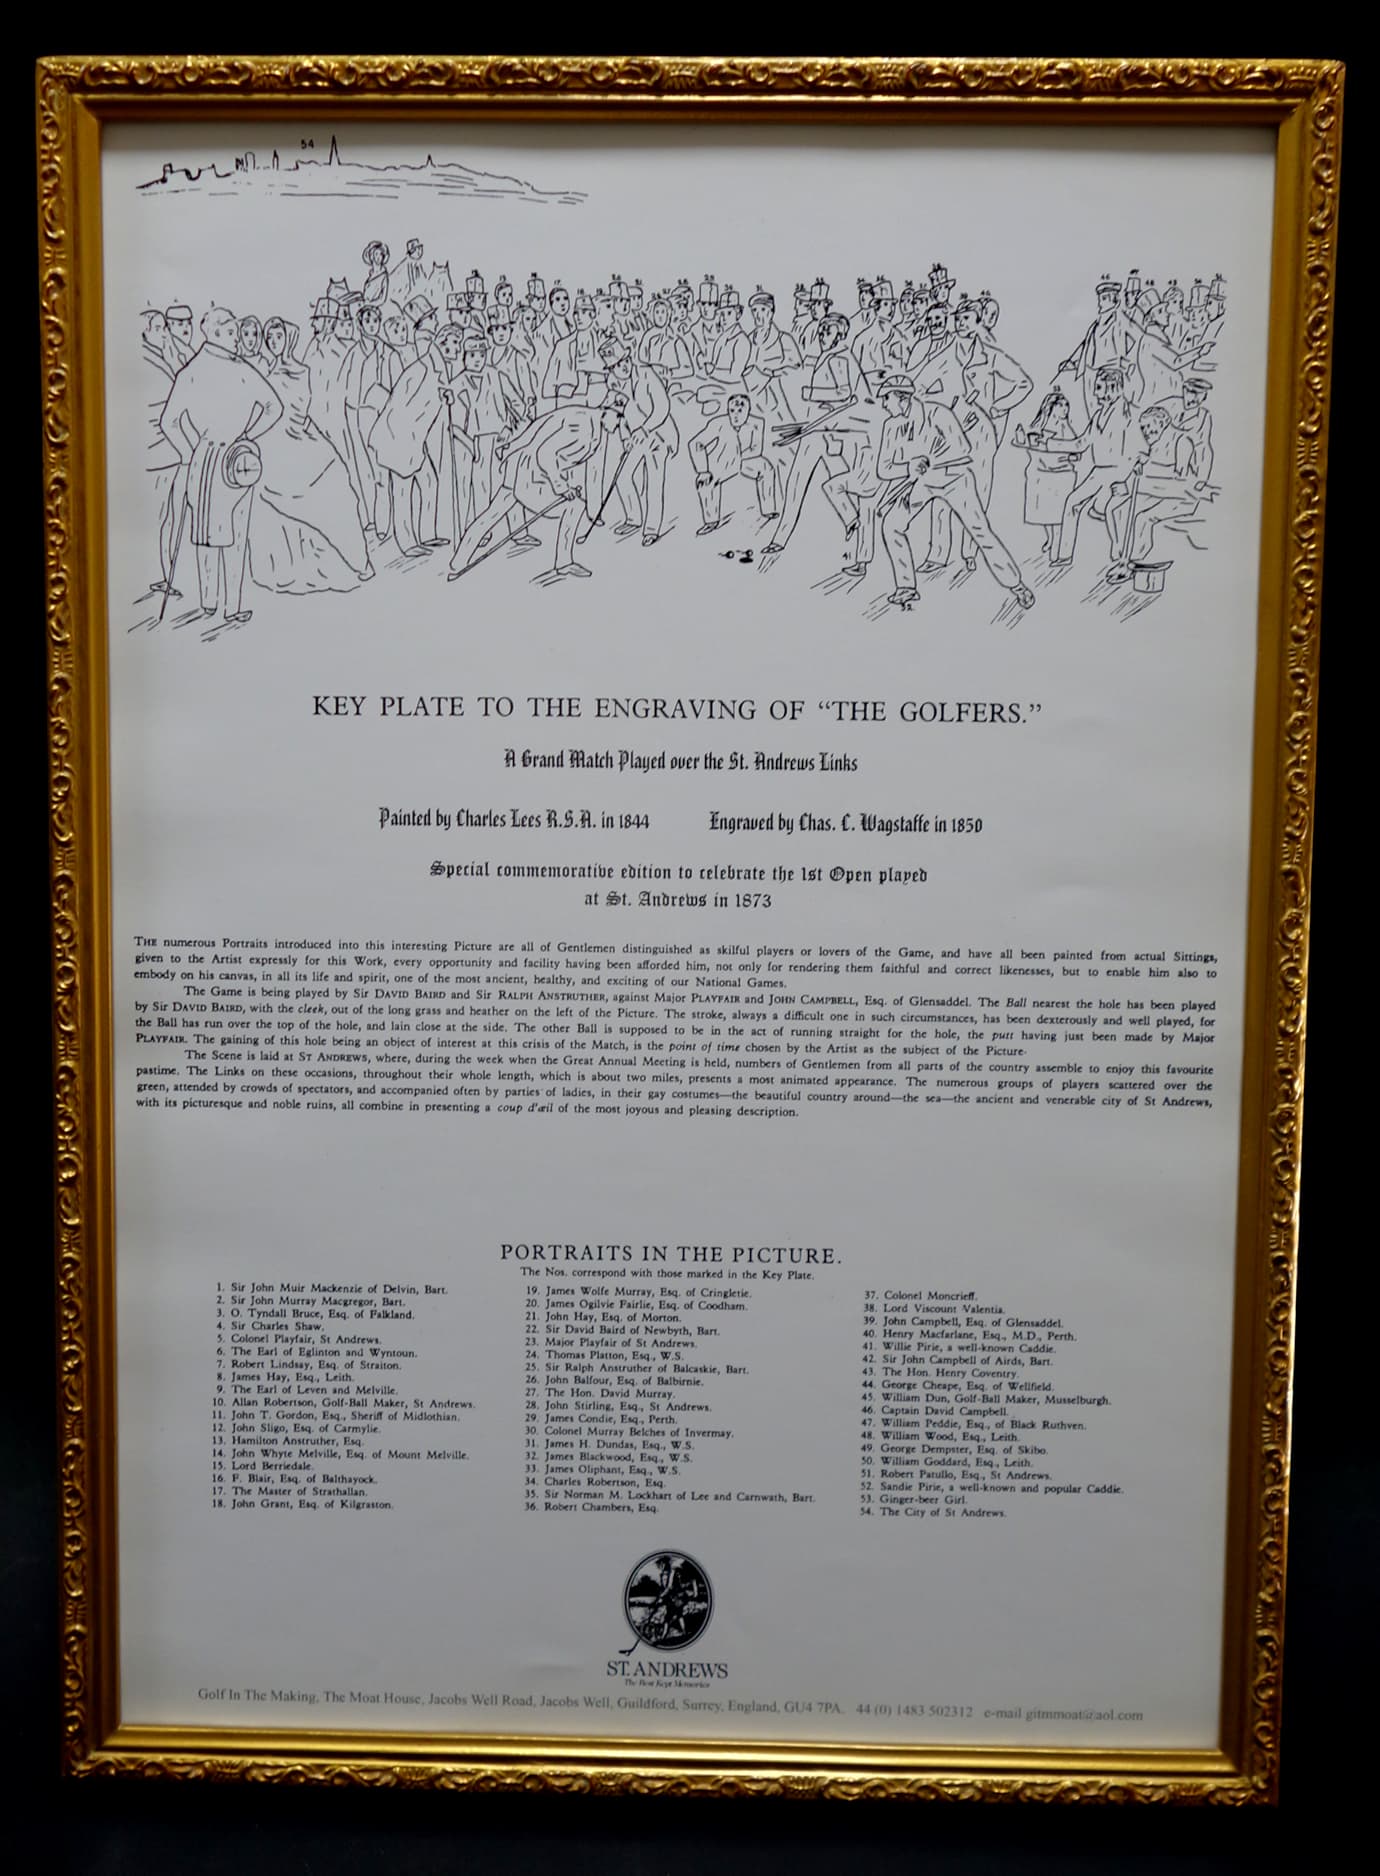 54
KEY PLATE TO THE ENGRAVING OF “THE GOLFERS.”
A Grand Match Played over the St. Andrews Links
Painted by Charles Lees R.S.A. in 1844 Engraved by Chas. C. Wagstaffe in 1850
Special commemorative edition to celebrate the 1st Open played
at St. Andrews in 1873
THE numerous Portraits introduced into this interesting Picture are all of Gentlemen distinguished as skilful players or lovers of the Game, and have all been painted from actual Sittings,
given to the Artist expressly for this Work, every opportunity and facility having been afforded him, not only for rendering them faithful and correct likenesses, but to enable him also to
embody on his canvas, in all its life and spirit, one of the most ancient, healthy, and exciting of our National Games.
The Game is being played by Sir DAVID BAIRD and Sir RALPH ANSTRUTHER, against Major PLAYFAIR and JOHN CAMPBELL, Esq. of Glensaddel. The Ball nearest the hole has been played
by Sir DAVID BAIRD, with the cleek, out of the long grass and heather on the left of the Picture. The stroke, always a difficult one in such circumstances, has been dexterously and well played, for
the Ball has run over the top of the hole, and lain close at the side. The other Ball is supposed to be in the act of running straight for the hole, the putt having just been made by Major
PLAYFAIR. The gaining of this hole being an object of interest at this crisis of the Match, is the point of time chosen by the Artist as the subject of the Picture.
The Scene is laid at ST ANDREWS, where, during the week when the Great Annual Meeting is held, numbers of Gentlemen from all parts of the country assemble to enjoy this favourite
pastime. The Links on these occasions, throughout their whole length, which is about two miles, presents a most animated appearance. The numerous groups of players scattered over the
green, attended by crowds of spectators, and accompanied often by parties of ladies, in their gay costumes—the beautiful country around—the sea—the ancient and venerable city of St Andrews,
with its picturesque and noble ruins, all combine in presenting a coup d'œil of the most joyous and pleasing description.
PORTRAITS IN THE PICTURE.
The Nos. correspond with those marked in the Key Plate.
1. Sir John Muir Mackenzie of Delvin, Bart.
2. Sir John Murray Macgregor, Bart.
3. O. Tyndall Bruce, Esq. of Falkland.
4. Sir Charles Shaw.
5. Colonel Playfair, St Andrews.
6. The Earl of Eglinton and Wyntoun.
7. Robert Lindsay, Esq. of Straiton.
8. James Hay, Esq., Leith.
9. The Earl of Leven and Melville.
10. Allan Robertson, Golf-Ball Maker, St Andrews.
11. John T. Gordon, Esq., Sheriff of Midlothian.
12. John Sligo, Esq. of Carmylie.
13. Hamilton Anstruther, Esq.
14. John Whyte Melville, Esq. of Mount Melville.
15. Lord Berriedale.
16. F. Blair, Esq. of Balthayock.
17. The Master of Strathallan.
18. John Grant, Esq. of Kilgraston.
19. James Wolfe Murray, Esq. of Cringletie.
20. James Ogilvie Fairlie, Esq. of Coodham.
21. John Hay, Esq. of Morton.
22. Sir David Baird of Newbyth, Bart.
23. Major Playfair of St Andrews.
24. Thomas Patton, Esq., W.S.
25. Sir Ralph Anstruther of Balcaskie, Bart.
26. John Balfour, Esq. of Balbirnie.
27. The Hon. David Murray.
28. John Stirling, Esq., St Andrews.
29. James Condie, Esq., Perth.
30. Colonel Murray Belches of Invermay.
31. James H. Dundas, Esq., W.S.
32. James Blackwood, Esq., W.S.
33. James Oliphant, Esq., W.S.
34. Charles Robertson, Esq.
35. Sir Norman M. Lockhart of Lee and Carnwath, Bart.
36. Robert Chambers, Esq.
37. Colonel Moncrieff.
38. Lord Viscount Valentia.
39. John Campbell, Esq. of Glensaddel.
40. Henry Macfarlane, Esq., M.D., Perth.
41. Willie Pirie, a well-known Caddie.
42. Sir John Campbell of Airds, Bart.
43. The Hon. Henry Coventry.
44. George Cheape, Esq. of Wellfield.
45. William Dun, Golf-Ball Maker, Musselburgh.
46. Captain David Campbell.
47. William Peddie, Esq., of Black Ruthven.
48. William Wood, Esq., Leith.
49. George Dempster, Esq. of Skibo.
50. William Goddard, Esq., Leith.
51. Robert Patullo, Esq., St Andrews.
52. Sandie Pirie, a well-known and popular Caddie.
53. Ginger-beer Girl.
54. The City of St Andrews.
ST. ANDREWS
The Best Kept Memories
Golf In The Making, The Moat House, Jacobs Well Road, Jacobs Well, Guildford, Surrey, England, GU4 7PA. 44 (0) 1483 502312 e-mail gitmmoat@aol.com